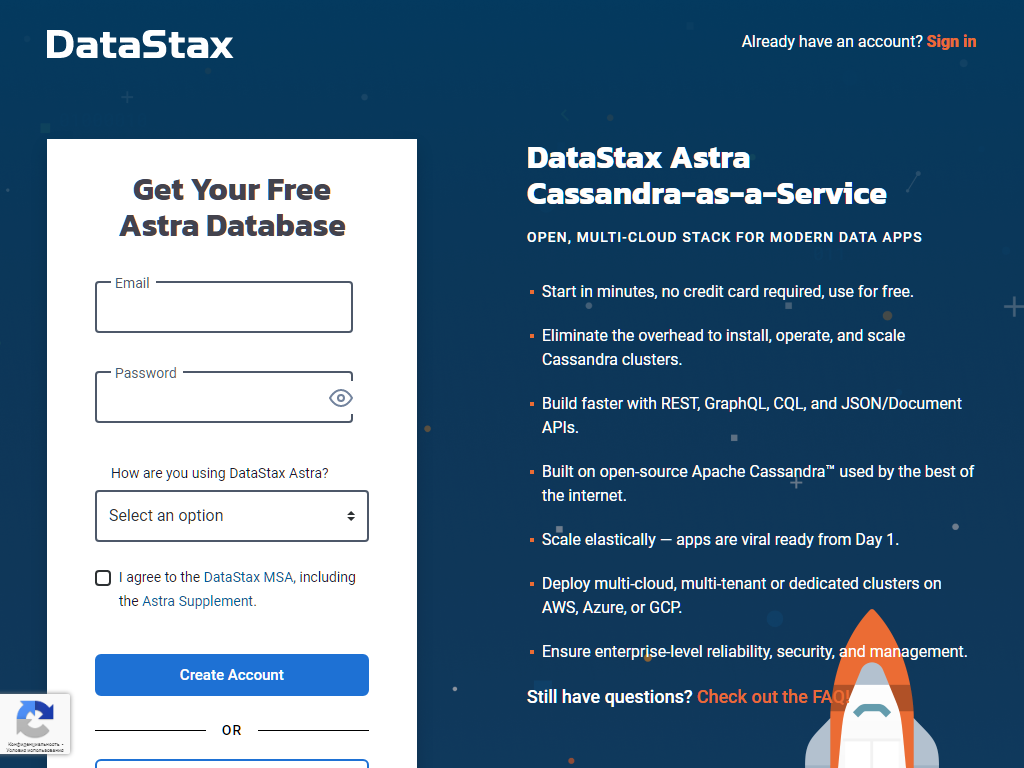 DataStax
Already have an account? Sign in
Get Your Free
Astra Database
Email
Password
How are you using DataStax Astra?
Select an option
I agree to the DataStax MSA, including
the Astra Supplement.
Create Account
OR
DataStax Astra
Cassandra-as-a-Service
OPEN, MULTI-CLOUD STACK FOR MODERN DATA APPS
Start in minutes, no credit card required, use for free.
Eliminate the overhead to install, operate, and scale
Cassandra clusters.
Build faster with REST, GraphQL, CQL, and JSON/Document
APIs.
Built on open-source Apache Cassandra™ used by the best of
the internet.
Scale elastically — apps are viral ready from Day 1.
Deploy multi-cloud, multi-tenant or dedicated clusters on
AWS, Azure, or GCP.
Ensure enterprise-level reliability, security, and management.
Still have questions? Check out the FAQ!
Конфиденциальность -
Условия использования